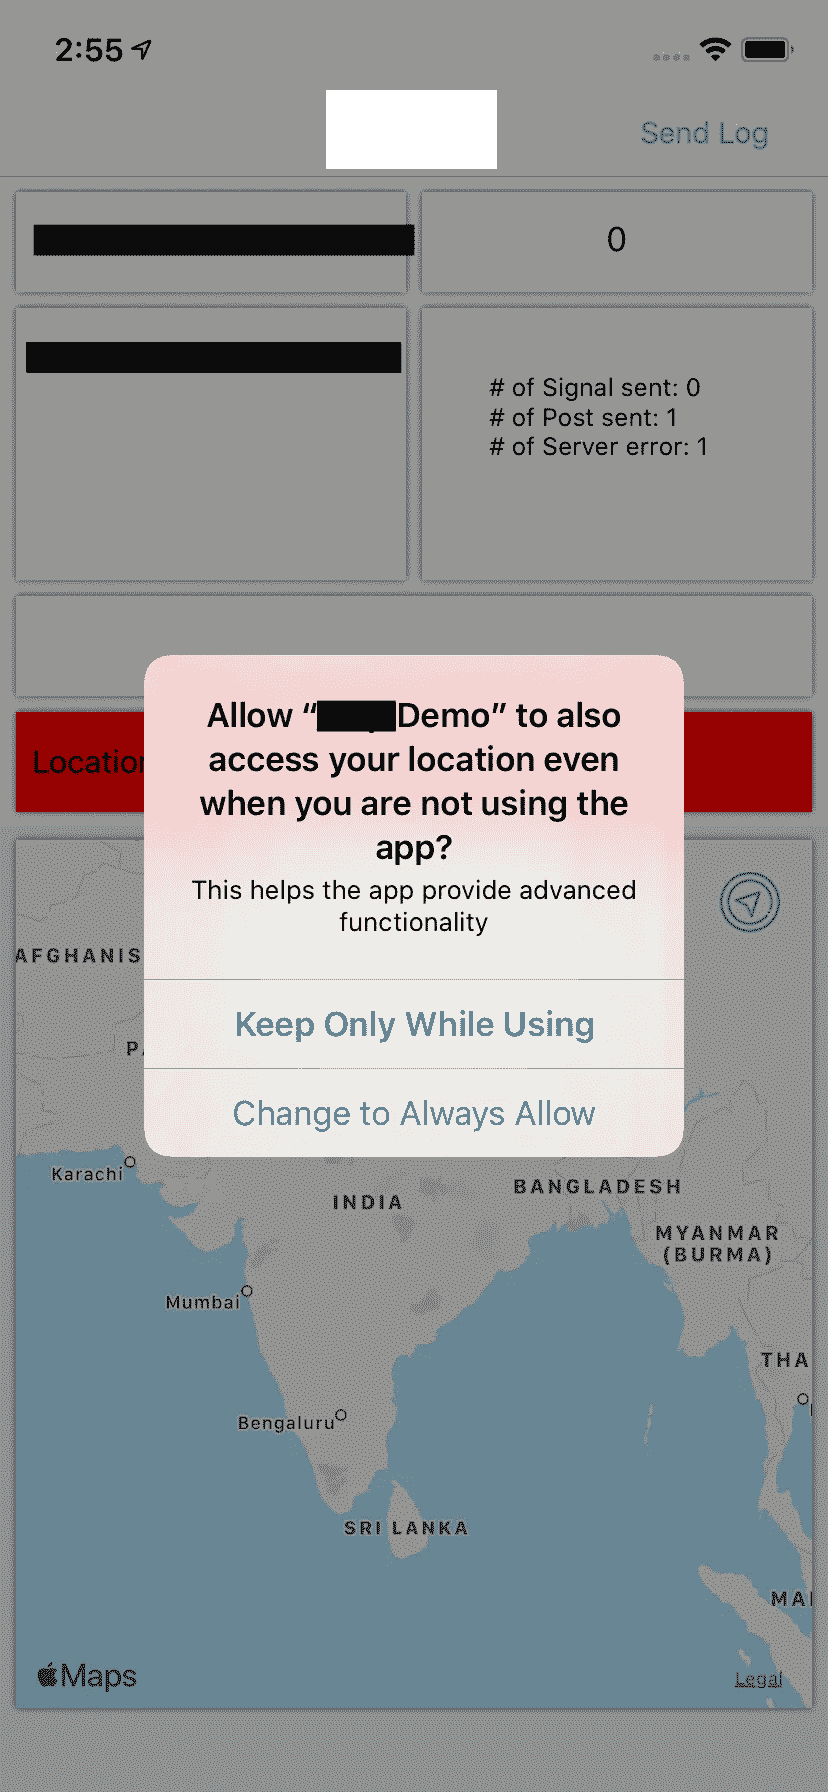 2:55
Send Log
0
# of Signal sent: 0
# of Post sent: 1
# of Server error: 1
Allow “ Demo” to also
access your location even
when you are not using the
app?
This helps the app provide advanced
functionality
Keep Only While Using
Change to Always Allow
Locatio
AFGHANIS
P
Karachi
INDIA
BANGLADESH
MYANMAR
(BURMA)
Mumbai
THA
Bengaluru
SRI LANKA
MA
Maps
Legal